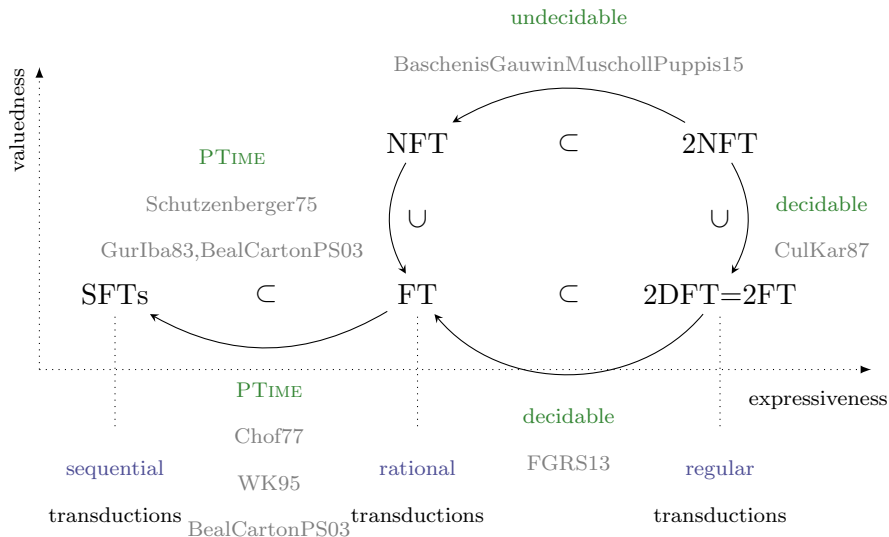 undecidable
BaschenisGauwinMuschollPuppis15
valuedness
NFT ⊂ 2NFT
PTIME
Schutzenberger75
GurIba83,BealCartonPS03
∪ ∪
decidable
CulKar87
SFTs ⊂ FT ⊂ 2DFT=2FT
expressiveness
PTIME
Chof77
WK95
BealCartonPS03
decidable
FGRS13
sequential
transductions
rational
transductions
regular
transductions